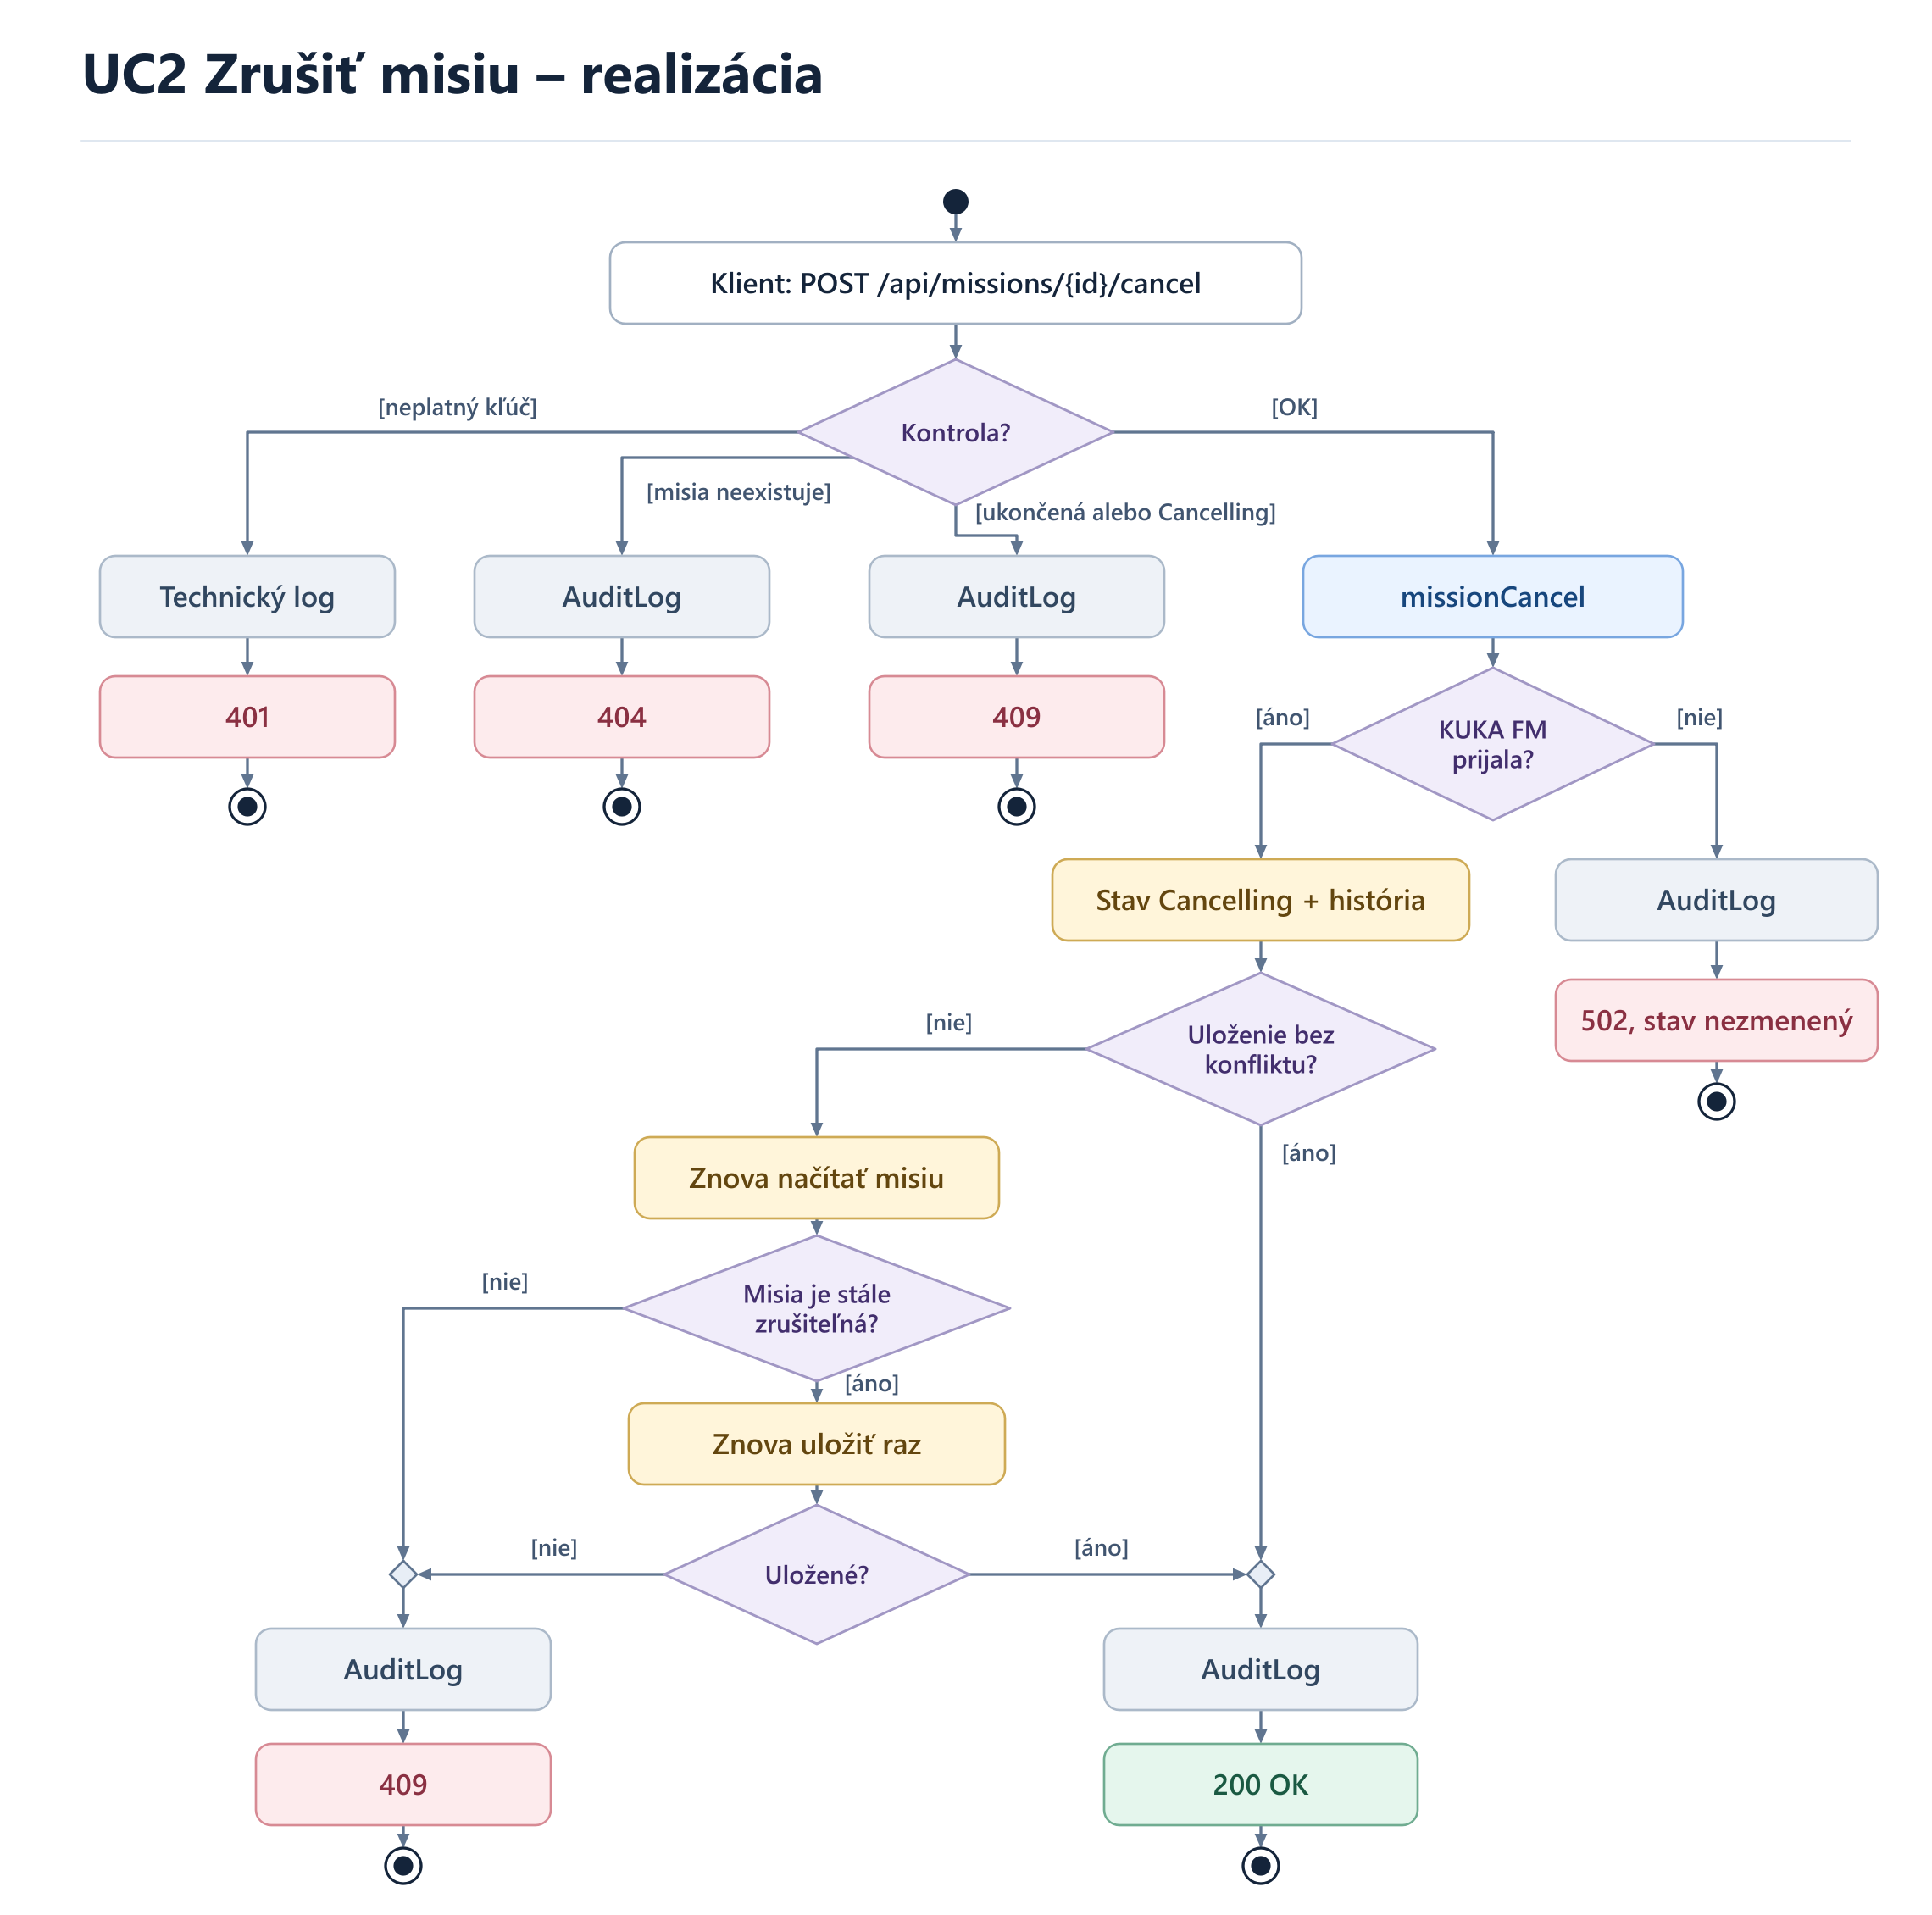 UC2 Zrušiť misiu – realizácia
Klient: POST /api/missions/{id}/cancel
Kontrola?
[neplatný kľúč]
[OK]
[misia neexistuje]
[ukončená alebo Cancelling]
Technický log
AuditLog
AuditLog
missionCancel
401
404
409
[áno]
KUKA FM
prijala?
[nie]
Stav Cancelling + história
AuditLog
502, stav nezmenený
[nie]
Uloženie bez
konfliktu?
[áno]
Znova načítať misiu
[nie]
Misia je stále
zrušiteľná?
[áno]
Znova uložiť raz
[nie]
Uložené?
[áno]
AuditLog
AuditLog
409
200 OK